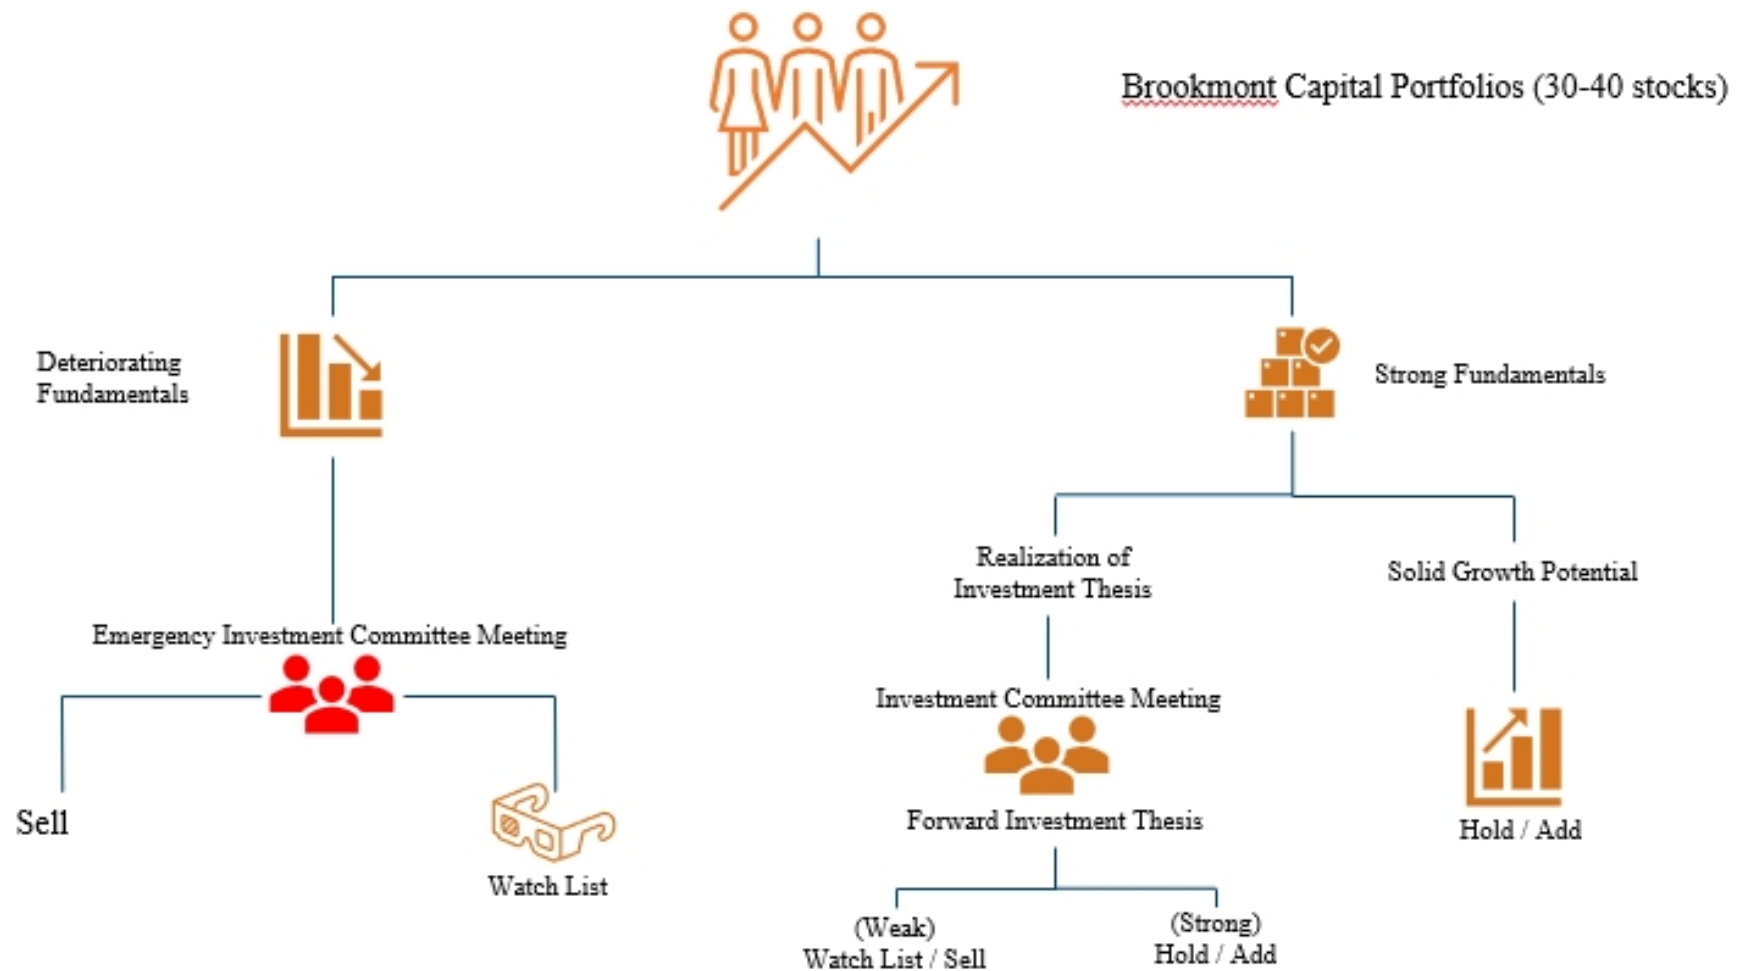 Brookmont Capital Portfolios (30-40 stocks)
Deteriorating
Fundamentals
Strong Fundamentals
Realization of
Investment Thesis
Solid Growth Potential
Emergency Investment Committee Meeting
Investment Committee Meeting
Sell
Watch List
Forward Investment Thesis
Hold / Add
(Weak)
Watch List / Sell
(Strong)
Hold / Add